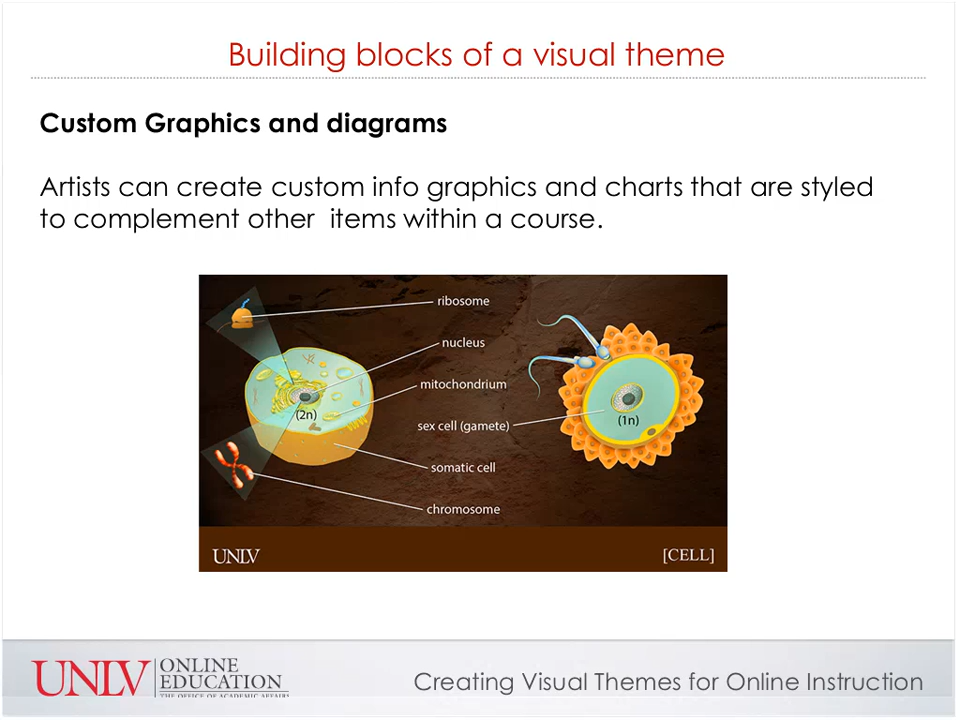 Building blocks of a visual theme
Custom Graphics and diagrams
Artists can create custom info graphics and charts that are styled
to complement other items within a course.
ribosome
nucleus
mitochondrium
(2n)
(1n)
sex cell (gamete)
somatic cell
chromosome
UNLV
[CELL]
UNLV
ONLINE
EDUCATION
THE OFFICE OF ACADEMIC AFFAIRS
Creating Visual Themes for Online Instruction